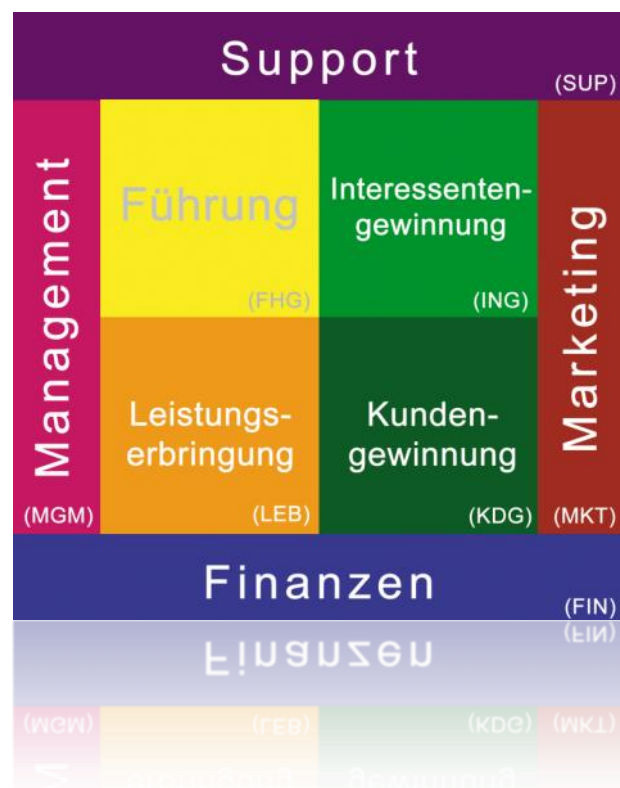 Support
(SUP)
Management
(MGM)
Führung
(FHG)
Interessenten-
gewinnung
(ING)
Leistungs-
erbringung
(LEB)
Kunden-
gewinnung
(KDG)
Marketing
(MKT)
Finanzen
(FIN)